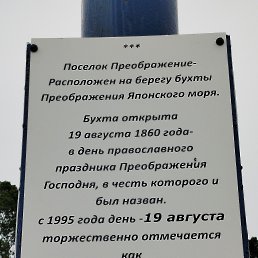 ***
Поселок Преображение-
Расположен на берегу бухты
Преображения Японского моря.
Бухта открыта
19 августа 1860 года-
в день православного
праздника Преображения
Господня, в честь которого и
был назван.
с 1995 года день -19 августа
торжественно отмечается
как